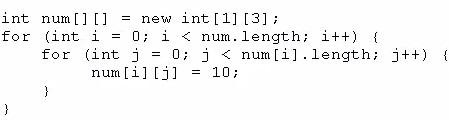 int num[][] = new int[1][3];
for (int i = 0; i < num.length; i++) {
    for (int j = 0; j < num[i].length; j++) {
        num[i][j] = 10;
    }
}